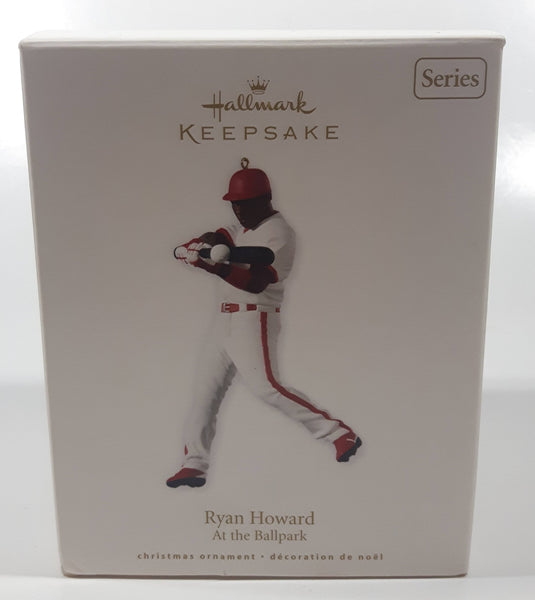 Series
Hallmark
KEEPSAKE
Ryan Howard
At the Ballpark
christmas ornament • décoration de noël